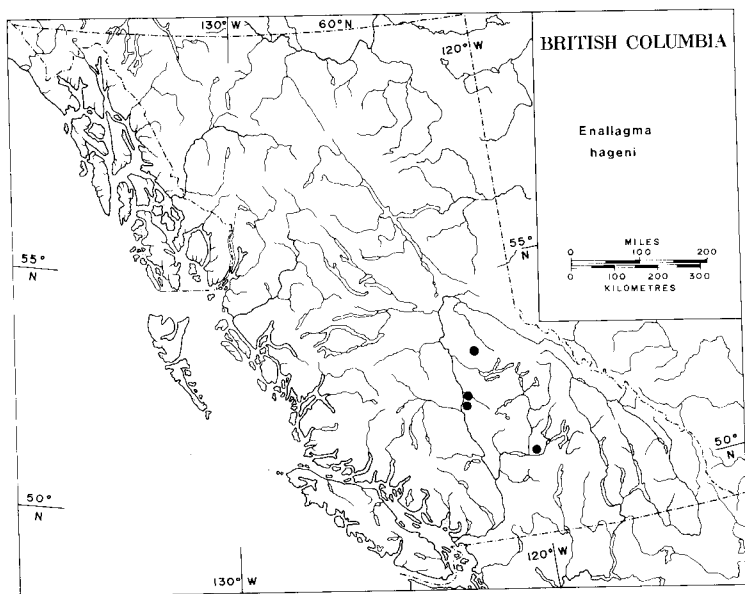 130° W
60° N
120° W
BRITISH COLUMBIA
Enallagma
hageni
MILES
0 100 200
0 100 200 300
KILOMETRES
55°
N
55°
N
50°
N
50°
N
120° W
130° W